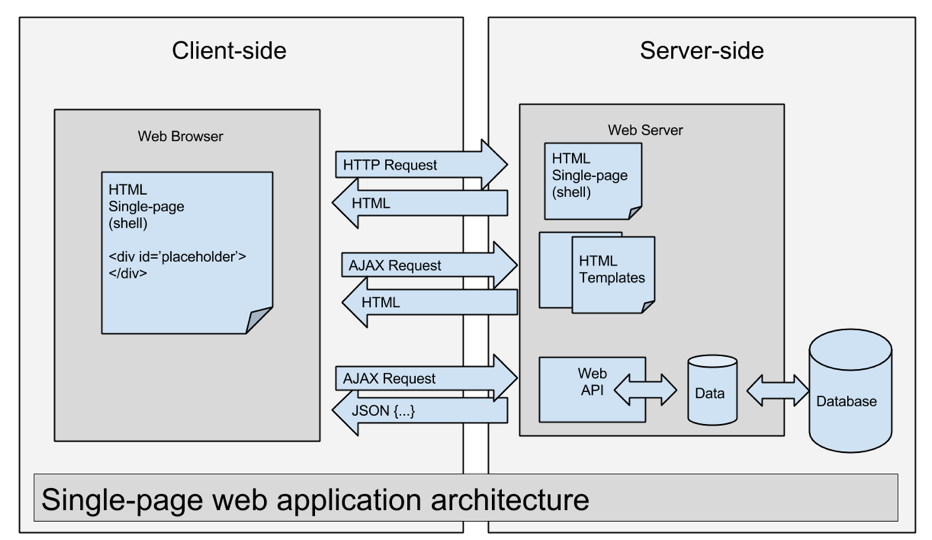 Client-side
Server-side
Web Browser
HTML
Single-page
(shell)
<div id='placeholder'>
</div>
HTTP Request
HTML
AJAX Request
HTML
AJAX Request
JSON {...}
Web Server
HTML
Single-page
(shell)
HTML
Templates
Web
API
Data
Database
Single-page web application architecture